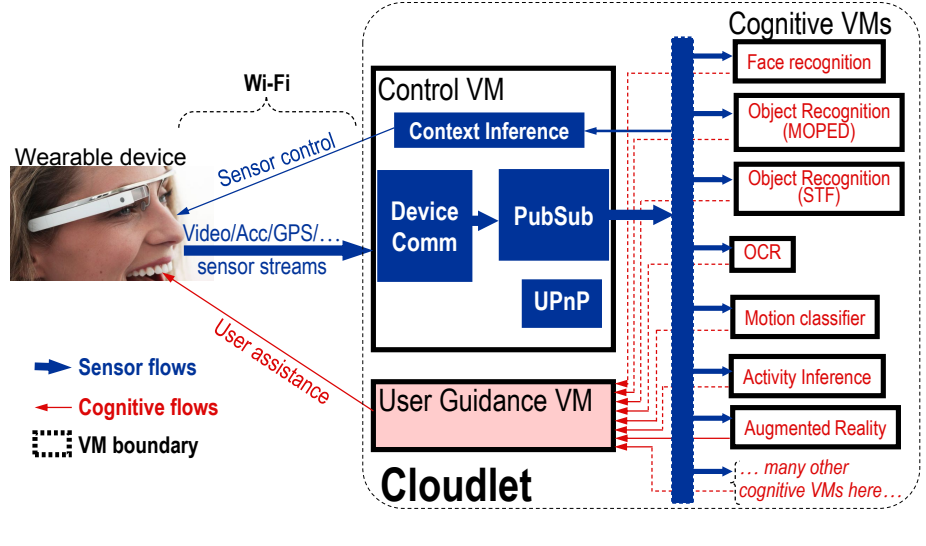 Cognitive VMs
Wi-Fi
Control VM
Context Inference
Wearable device
Sensor control
Device
Comm
PubSub
Video/Acc/GPS/…
sensor streams
UPnP
User assistance
User Guidance VM
Cloudlet
Face recognition
Object Recognition
(MOPED)
Object Recognition
(STF)
OCR
Motion classifier
Activity Inference
Augmented Reality
… many other
cognitive VMs here…
Sensor flows
Cognitive flows
VM boundary